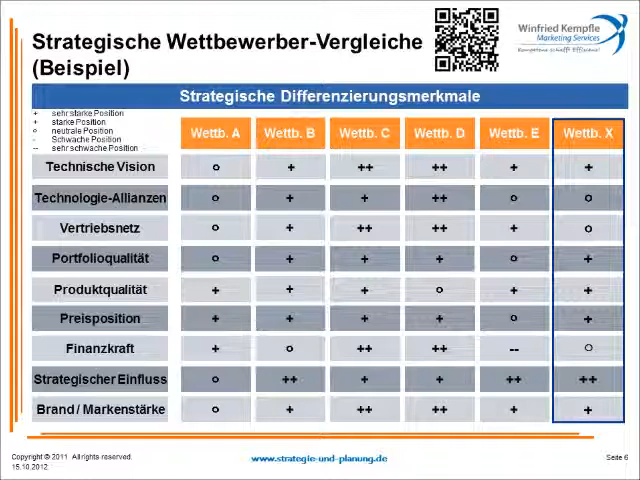 Strategische Wettbewerber-Vergleiche
(Beispiel)
Winfried Kempfle
Marketing Services
Strategische Differenzierungsmerkmale
+ sehr starke Position
+ starke Position
o neutrale Position
- Schwache Position
-- sehr schwache Position
Wettb. A Wettb. B Wettb. C Wettb. D Wettb. E Wettb. X
Technische Vision o + ++ ++ + +
Technologie-Allianzen o + + ++ o o
Vertriebsnetz o + ++ ++ + o
Portfolioqualität o + + + o +
Produktqualität + + + o + +
Preisposition + + + + o +
Finanzkraft + o ++ ++ -- o
Strategischer Einfluss o ++ + + ++ ++
Brand / Markenstärke o + ++ ++ + +
Copyright © 2011 All rights reserved.
15.10.2012
www.strategie-und-planung.de
Seite 6